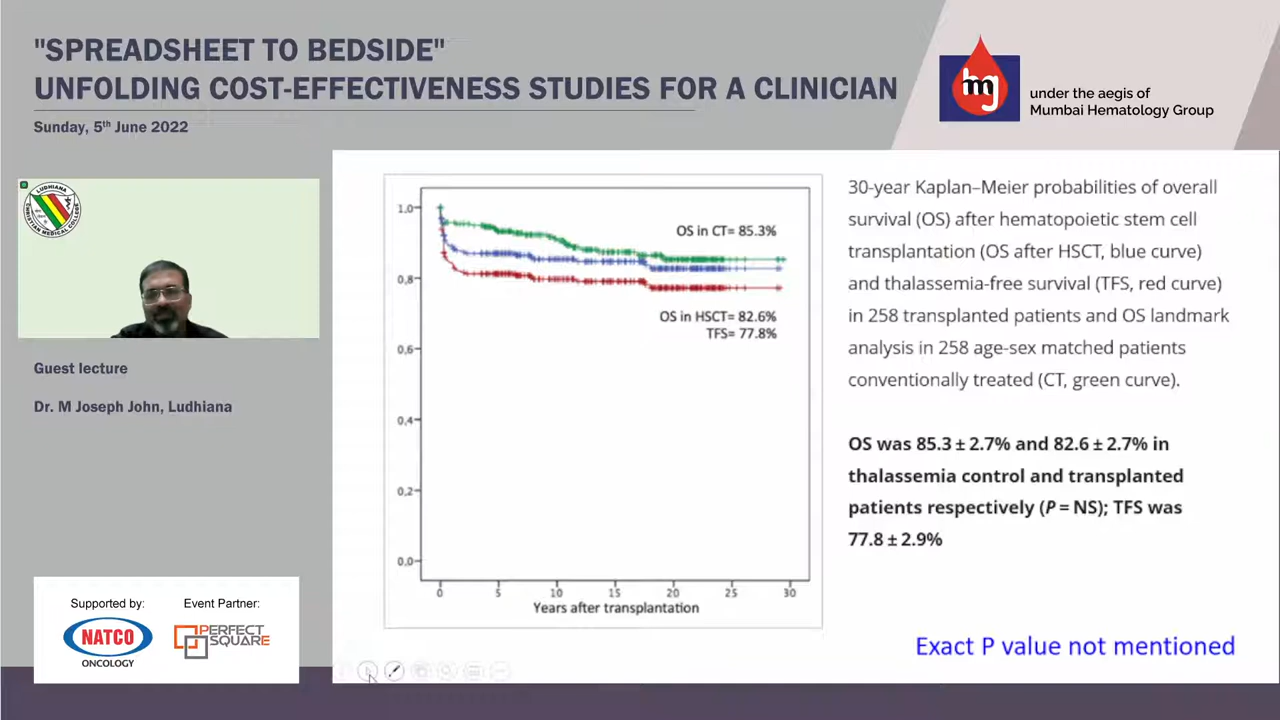 "SPREADSHEET TO BEDSIDE"
UNFOLDING COST-EFFECTIVENESS STUDIES FOR A CLINICIAN
Sunday, 5th June 2022
hmg
under the aegis of
Mumbai Hematology Group
LUDHIANA
CHRISTIAN MEDICAL COLLEGE
Guest lecture
Dr. M Joseph John, Ludhiana
Supported by:
Event Partner:
NATCO
ONCOLOGY
PERFECT
SQUARE
1,0
0,8
0,6
0,4
0,2
0,0
OS in CT= 85.3%
OS in HSCT= 82.6%
TFS= 77.8%
0 5 10 15 20 25 30
Years after transplantation
30-year Kaplan–Meier probabilities of overall
survival (OS) after hematopoietic stem cell
transplantation (OS after HSCT, blue curve)
and thalassemia-free survival (TFS, red curve)
in 258 transplanted patients and OS landmark
analysis in 258 age-sex matched patients
conventionally treated (CT, green curve).
OS was 85.3 ± 2.7% and 82.6 ± 2.7% in
thalassemia control and transplanted
patients respectively (P = NS); TFS was
77.8 ± 2.9%
Exact P value not mentioned